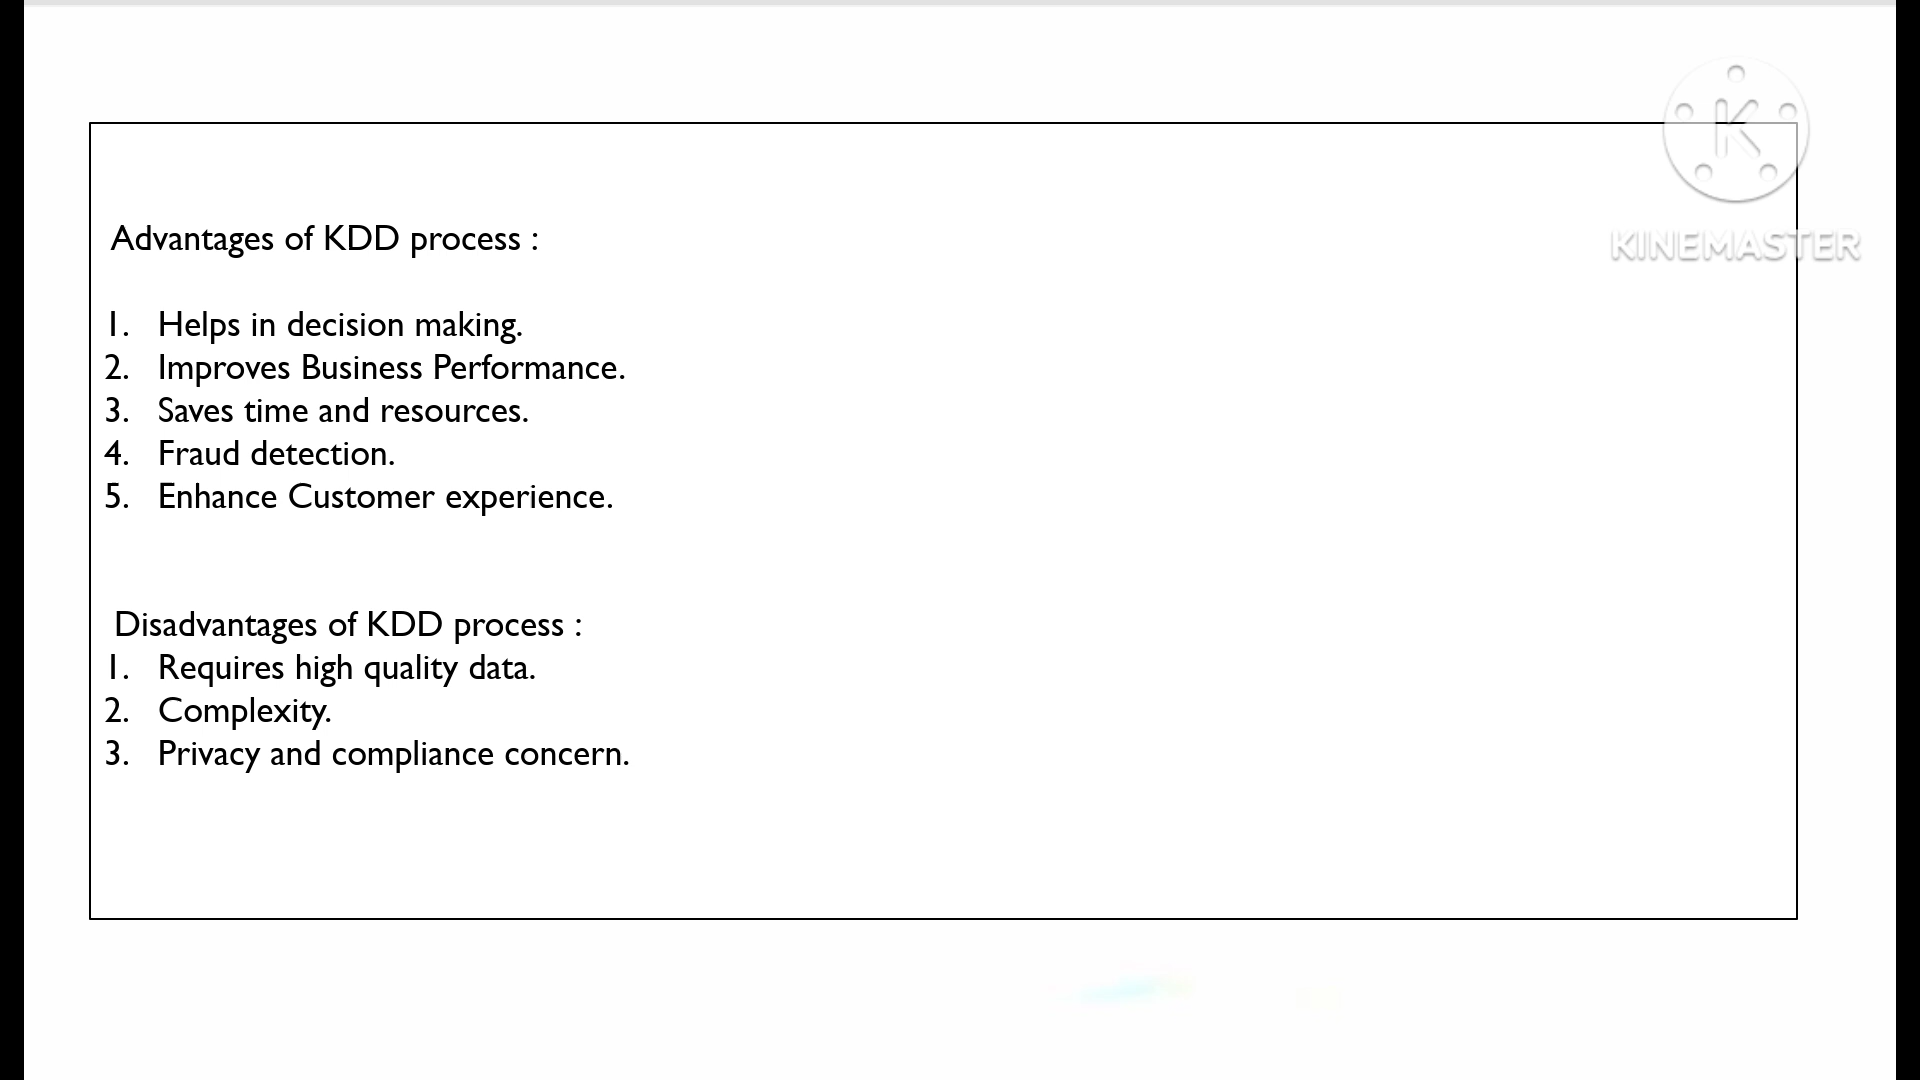 KINEMASTER
Advantages of KDD process :
1. Helps in decision making.
2. Improves Business Performance.
3. Saves time and resources.
4. Fraud detection.
5. Enhance Customer experience.
Disadvantages of KDD process :
1. Requires high quality data.
2. Complexity.
3. Privacy and compliance concern.